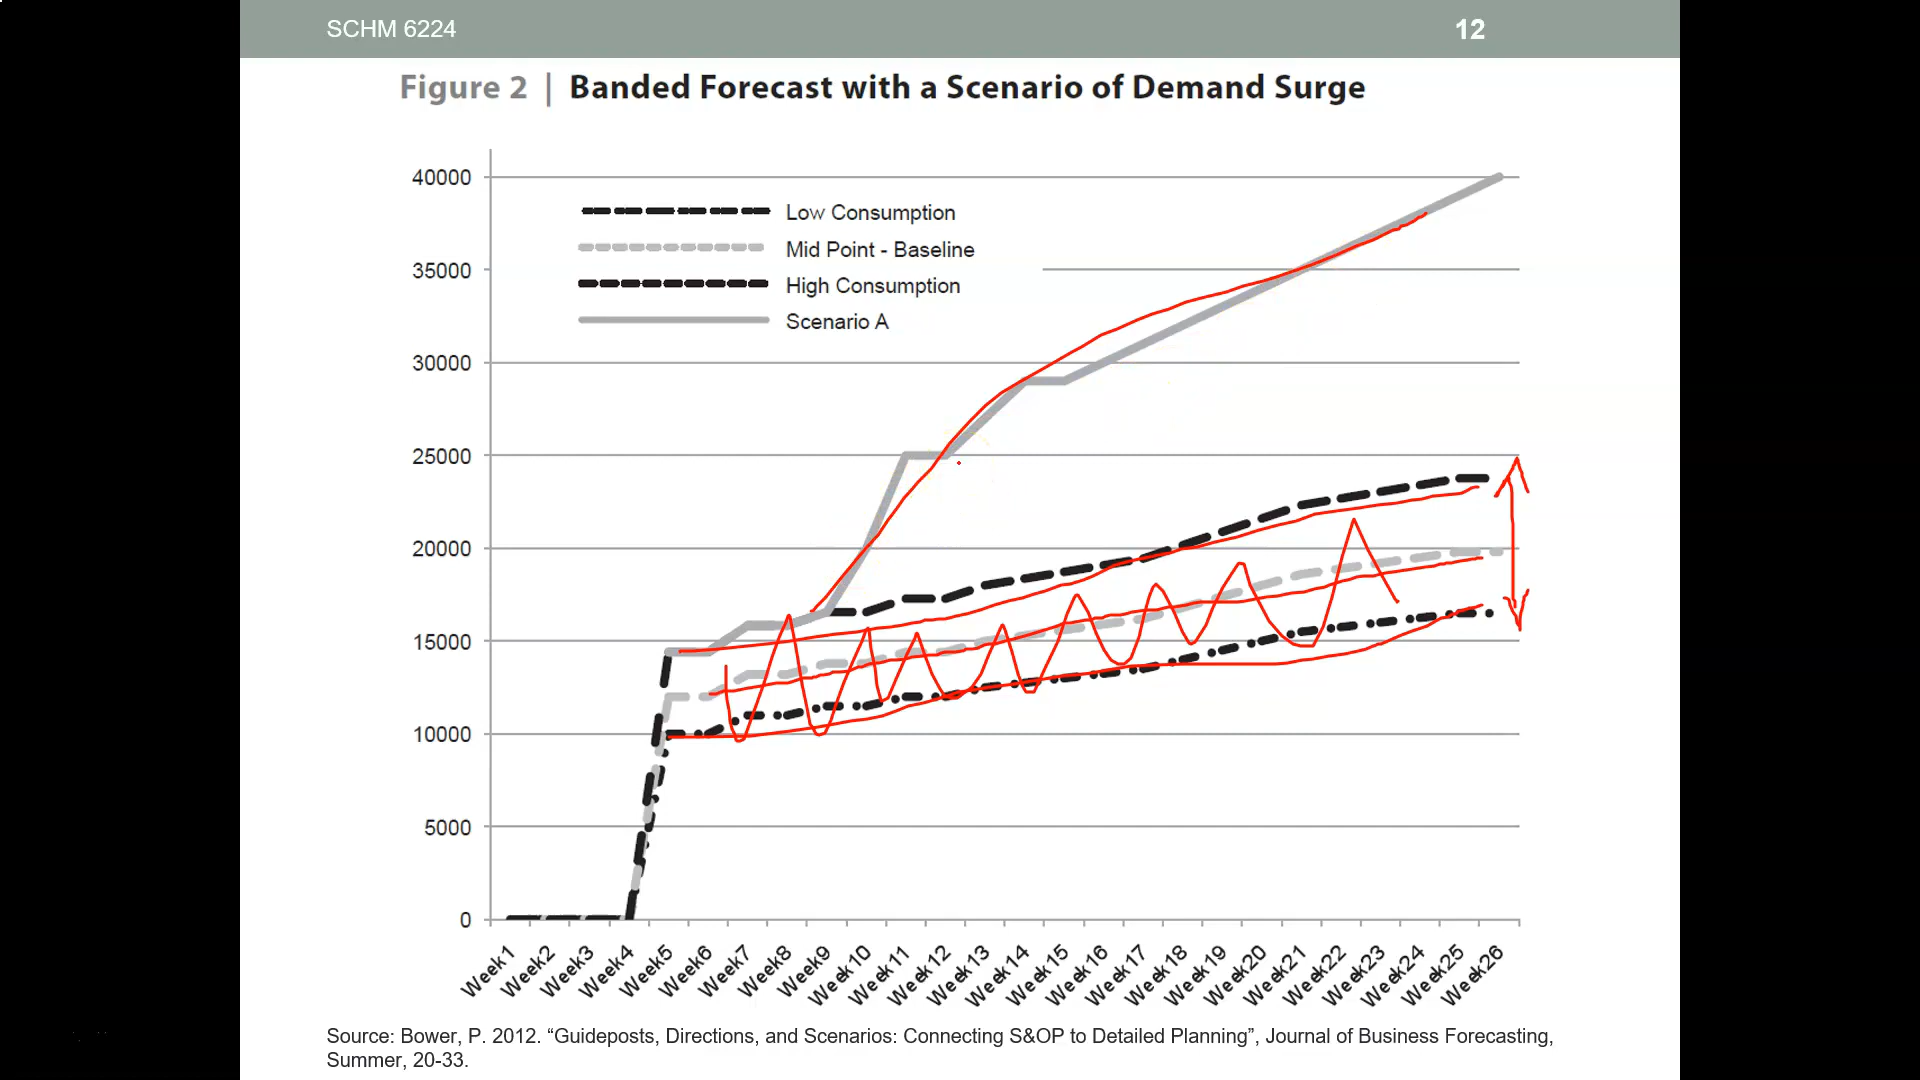 SCHM 6224
12
Figure 2 | Banded Forecast with a Scenario of Demand Surge
40000
35000
30000
25000
20000
15000
10000
5000
0
Low Consumption
Mid Point - Baseline
High Consumption
Scenario A
Week1
Week2
Week3
Week4
Week5
Week6
Week7
Week8
Week9
Week10
Week11
Week12
Week13
Week14
Week15
Week16
Week17
Week18
Week19
Week20
Week21
Week22
Week23
Week24
Week25
Week26
Source: Bower, P. 2012. “Guideposts, Directions, and Scenarios: Connecting S&OP to Detailed Planning”, Journal of Business Forecasting,
Summer, 20-33.